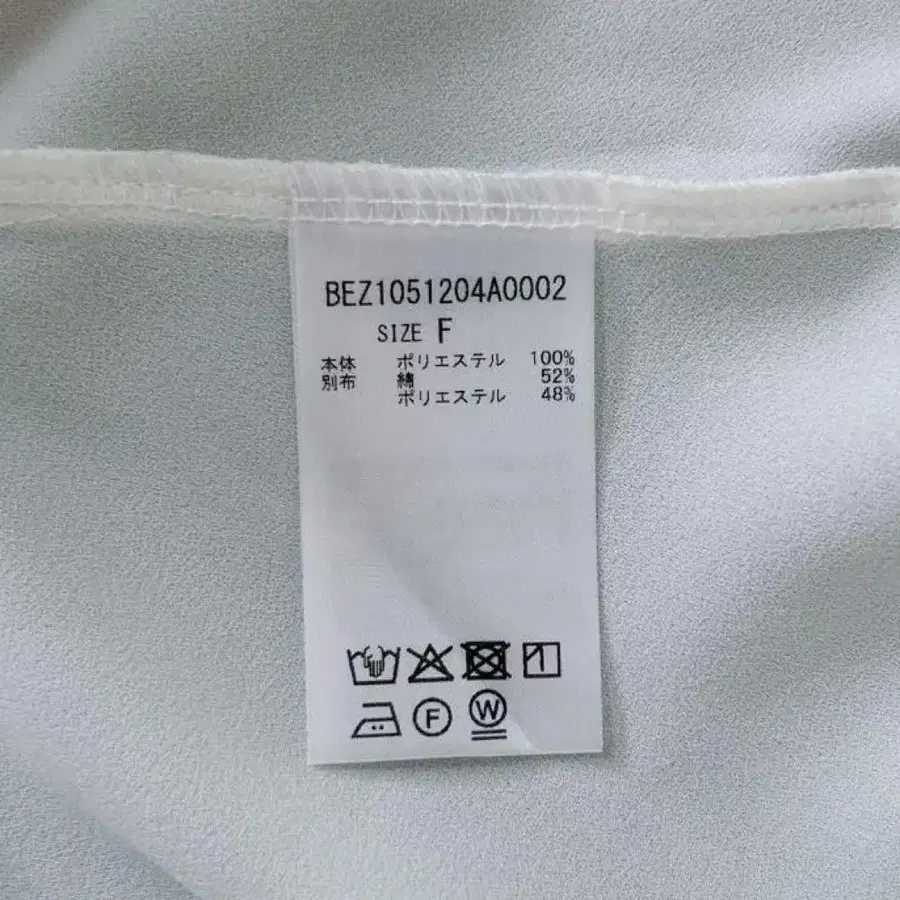 BEZ1051204A0002
SIZE F
本体 ポリエステル 100%
別布 綿 52%
ポリエステル 48%
F W